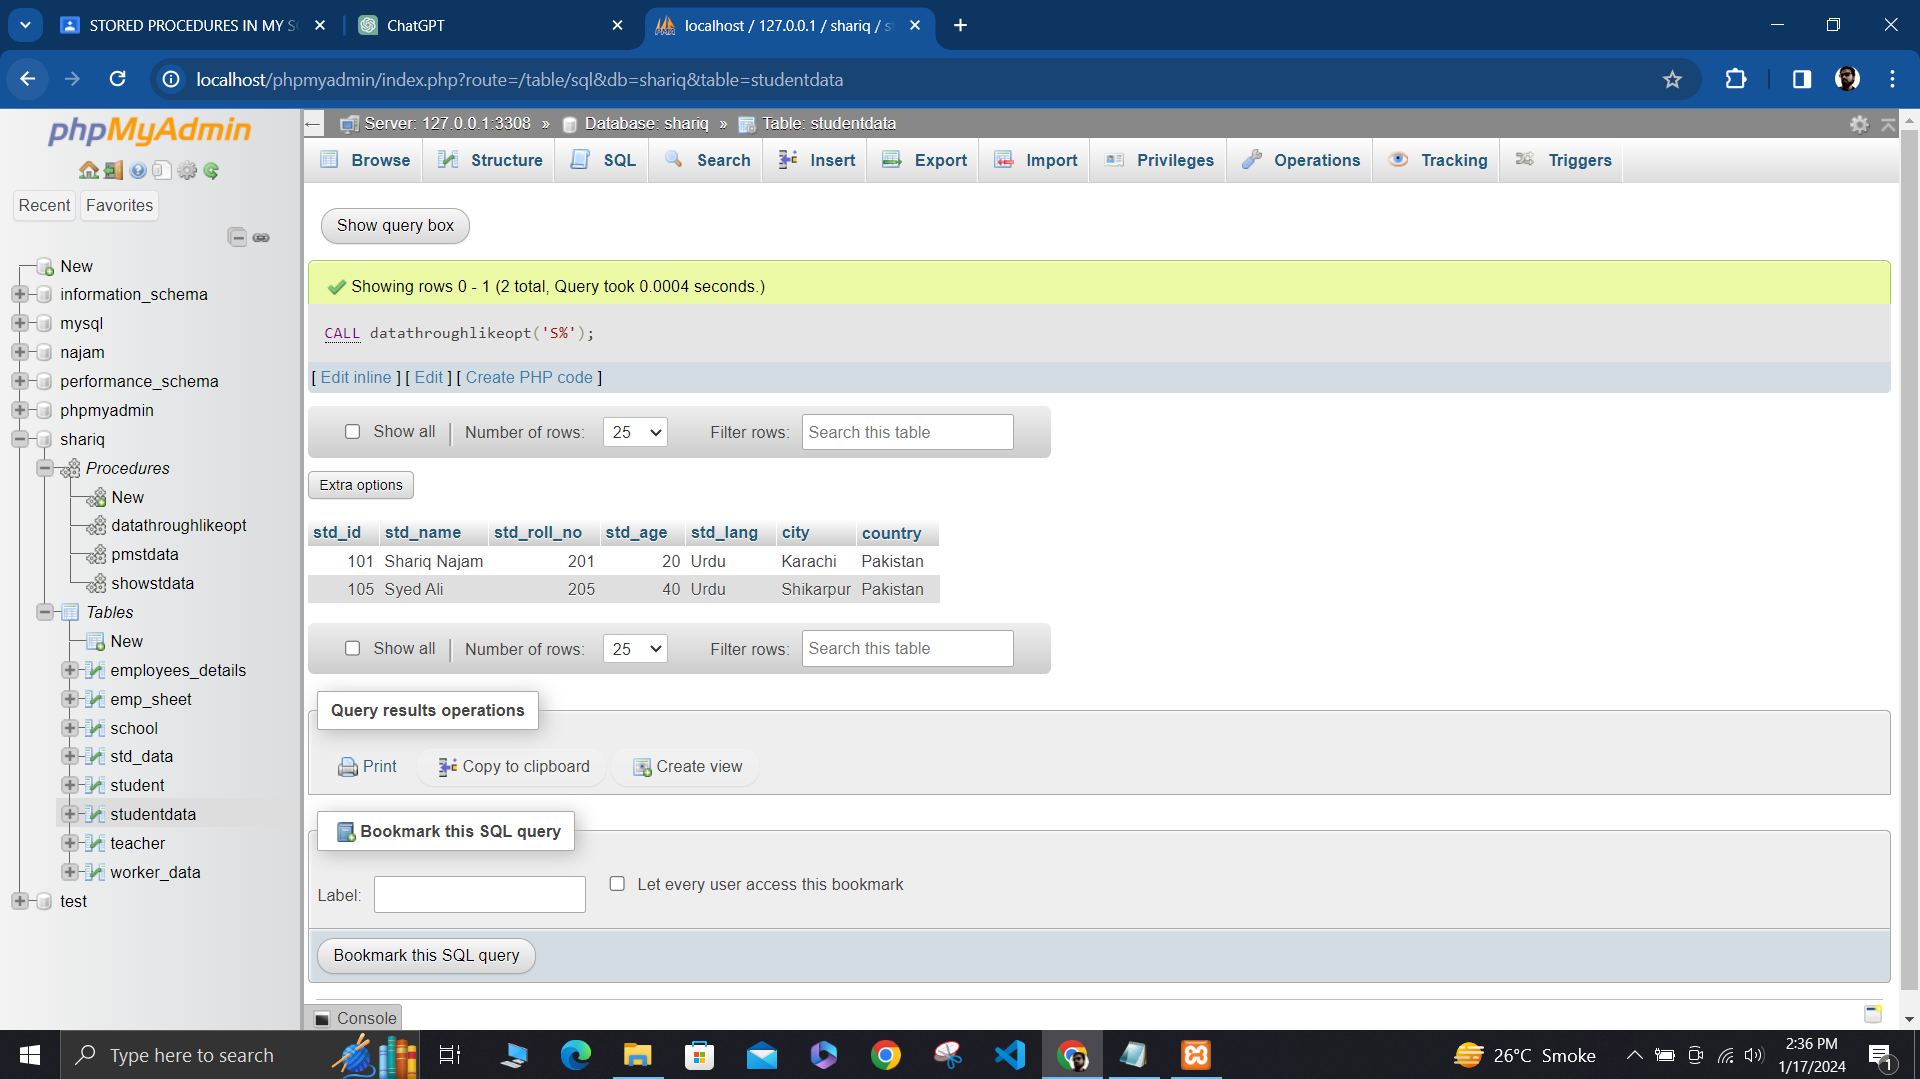 STORED PROCEDURES IN MY S
ChatGPT
localhost / 127.0.0.1 / shariq / s
localhost/phpmyadmin/index.php?route=/table/sql&db=shariq&table=studentdata
phpMyAdmin
Recent Favorites
New
information_schema
mysql
najam
performance_schema
phpmyadmin
shariq
Procedures
New
datathroughlikeopt
pmstdata
showstdata
Tables
New
employees_details
emp_sheet
school
std_data
student
studentdata
teacher
worker_data
test
Server: 127.0.0.1:3308 » Database: shariq » Table: studentdata
Browse Structure SQL Search Insert Export Import Privileges Operations Tracking Triggers
Show query box
Showing rows 0 - 1 (2 total, Query took 0.0004 seconds.)
CALL datathroughlikeopt('S%');
[ Edit inline ] [ Edit ] [ Create PHP code ]
Show all | Number of rows: 25 Filter rows: Search this table
Extra options
std_id std_name std_roll_no std_age std_lang city country
101 Shariq Najam 201 20 Urdu Karachi Pakistan
105 Syed Ali 205 40 Urdu Shikarpur Pakistan
Show all | Number of rows: 25 Filter rows: Search this table
Query results operations
Print Copy to clipboard Create view
Bookmark this SQL query
Label: Let every user access this bookmark
Bookmark this SQL query
Console
Type here to search
26°C Smoke
2:36 PM
1/17/2024
1